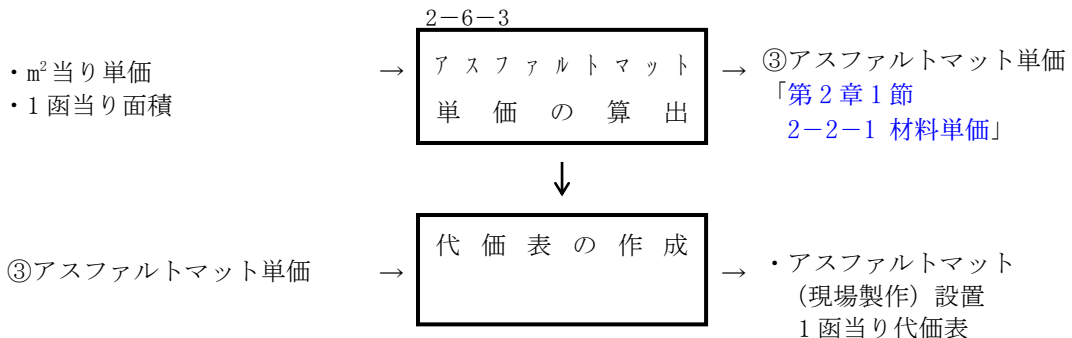 2－6－3
・m²当り単価
・1函当り面積
→
アスファルトマット
単価の算出
→
③アスファルトマット単価
「第2章1節
2－2－1 材料単価」
↓
③アスファルトマット単価
→
代価表の作成
→
・アスファルトマット
(現場製作）設置
1函当り代価表